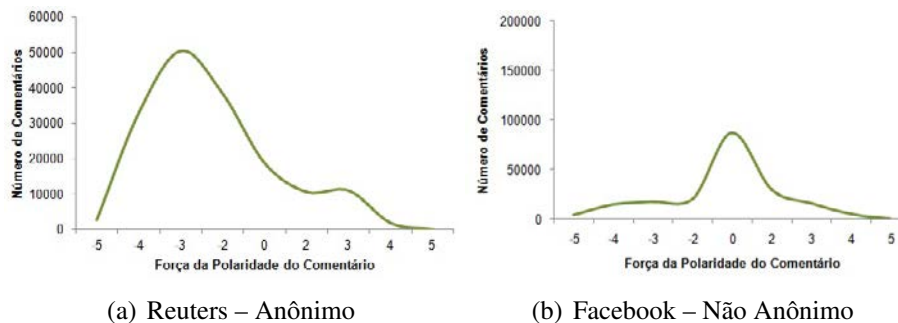 Número de Comentários
60000
50000
40000
30000
20000
10000
0
-5 -4 -3 -2 0 2 3 4 5
Força da Polaridade do Comentário
(a) Reuters – Anônimo
Número de Comentários
200000
150000
100000
50000
0
-5 -4 -3 -2 0 2 3 4 5
Força da Polaridade do Comentário
(b) Facebook – Não Anônimo